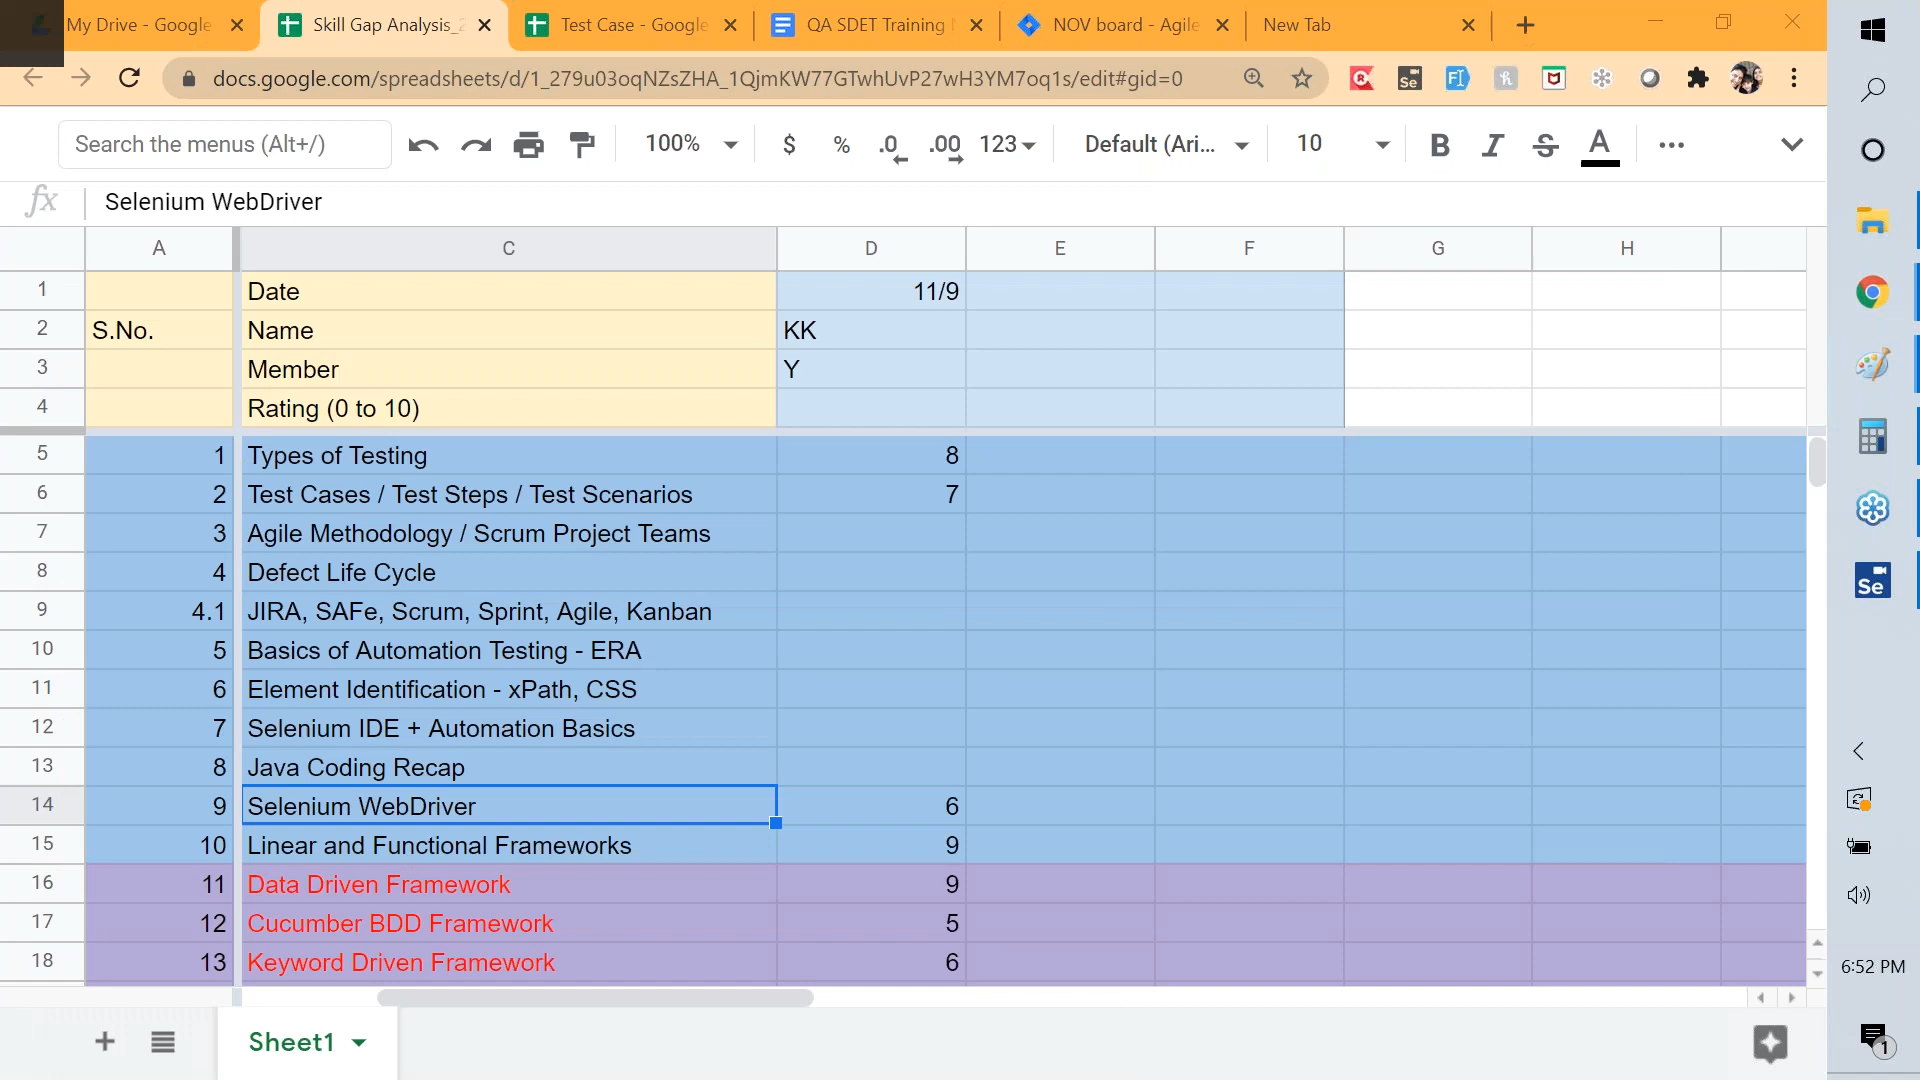 My Drive - Google
Skill Gap Analysis_2
Test Case - Google
QA SDET Training
NOV board - Agile
New Tab
docs.google.com/spreadsheets/d/1_279u03oqNZsZHA_1QjmKW77GTwhUvP27wH3YM7oq1s/edit#gid=0
Search the menus (Alt+/)
100%
$ % .0 .00 123
Default (Ari...
10
B I S A
fx Selenium WebDriver
A C D E F G H
1 Date 11/9
2 S.No. Name KK
3 Member Y
4 Rating (0 to 10)
5 1 Types of Testing 8
6 2 Test Cases / Test Steps / Test Scenarios 7
7 3 Agile Methodology / Scrum Project Teams
8 4 Defect Life Cycle
9 4.1 JIRA, SAFe, Scrum, Sprint, Agile, Kanban
10 5 Basics of Automation Testing - ERA
11 6 Element Identification - xPath, CSS
12 7 Selenium IDE + Automation Basics
13 8 Java Coding Recap
14 9 Selenium WebDriver 6
15 10 Linear and Functional Frameworks 9
16 11 Data Driven Framework 9
17 12 Cucumber BDD Framework 5
18 13 Keyword Driven Framework 6
Sheet1
Se
6:52 PM
1